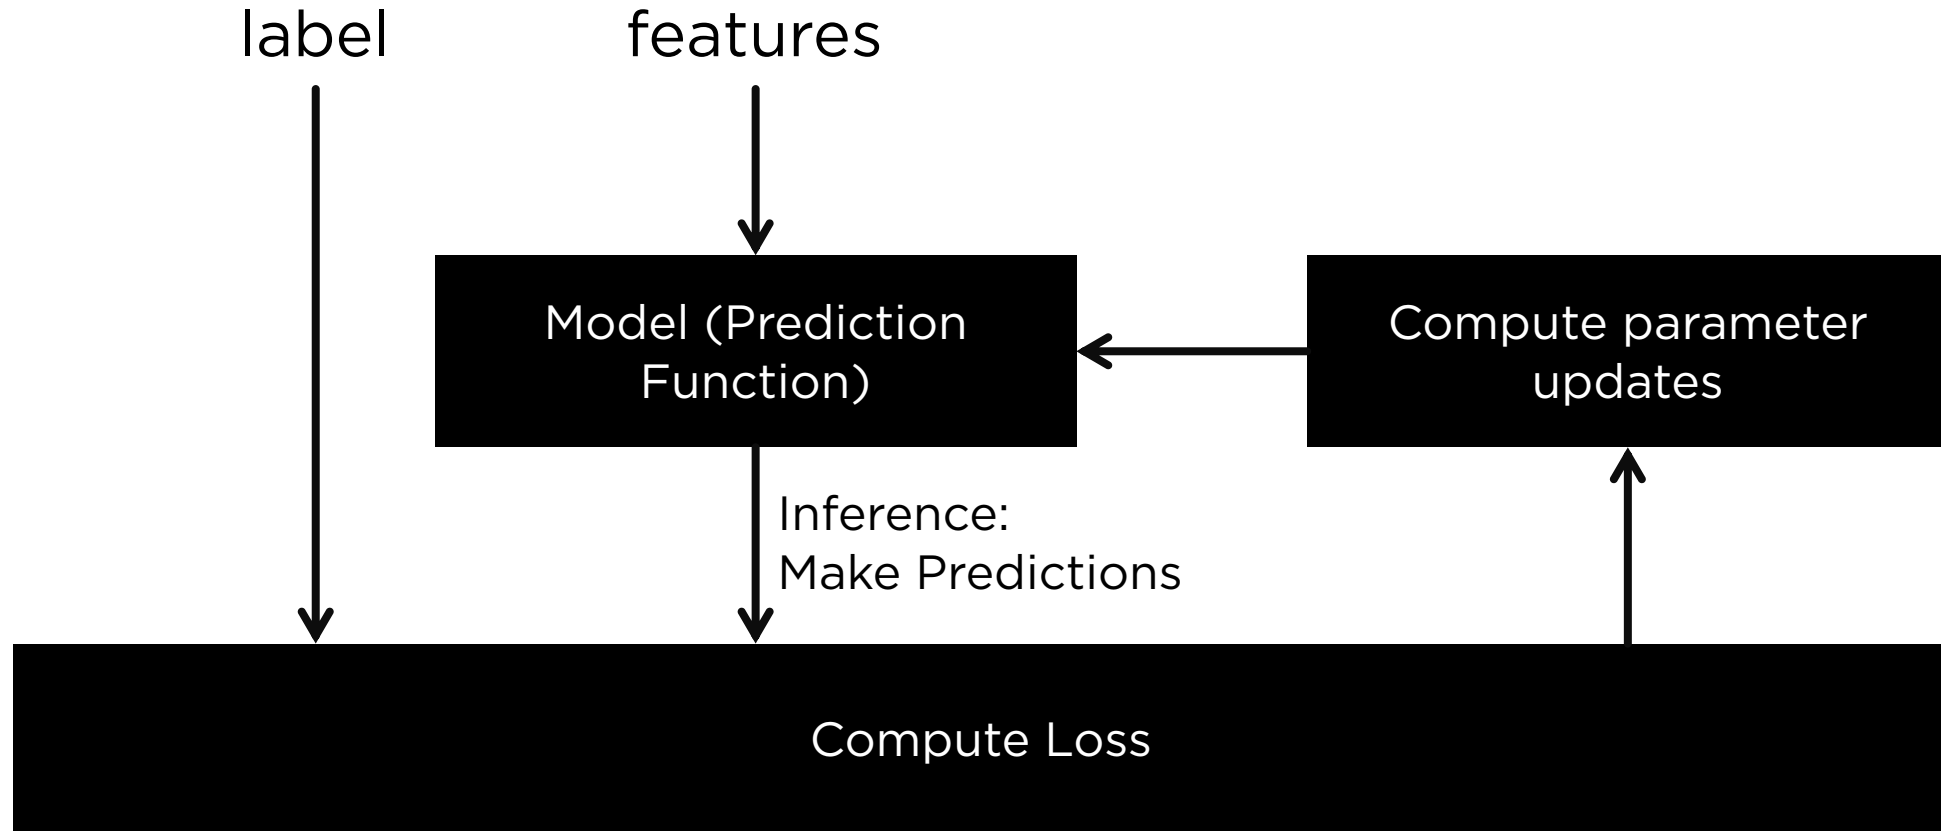 label
features
Model (Prediction
Function)
Compute parameter
updates
Inference:
Make Predictions
Compute Loss